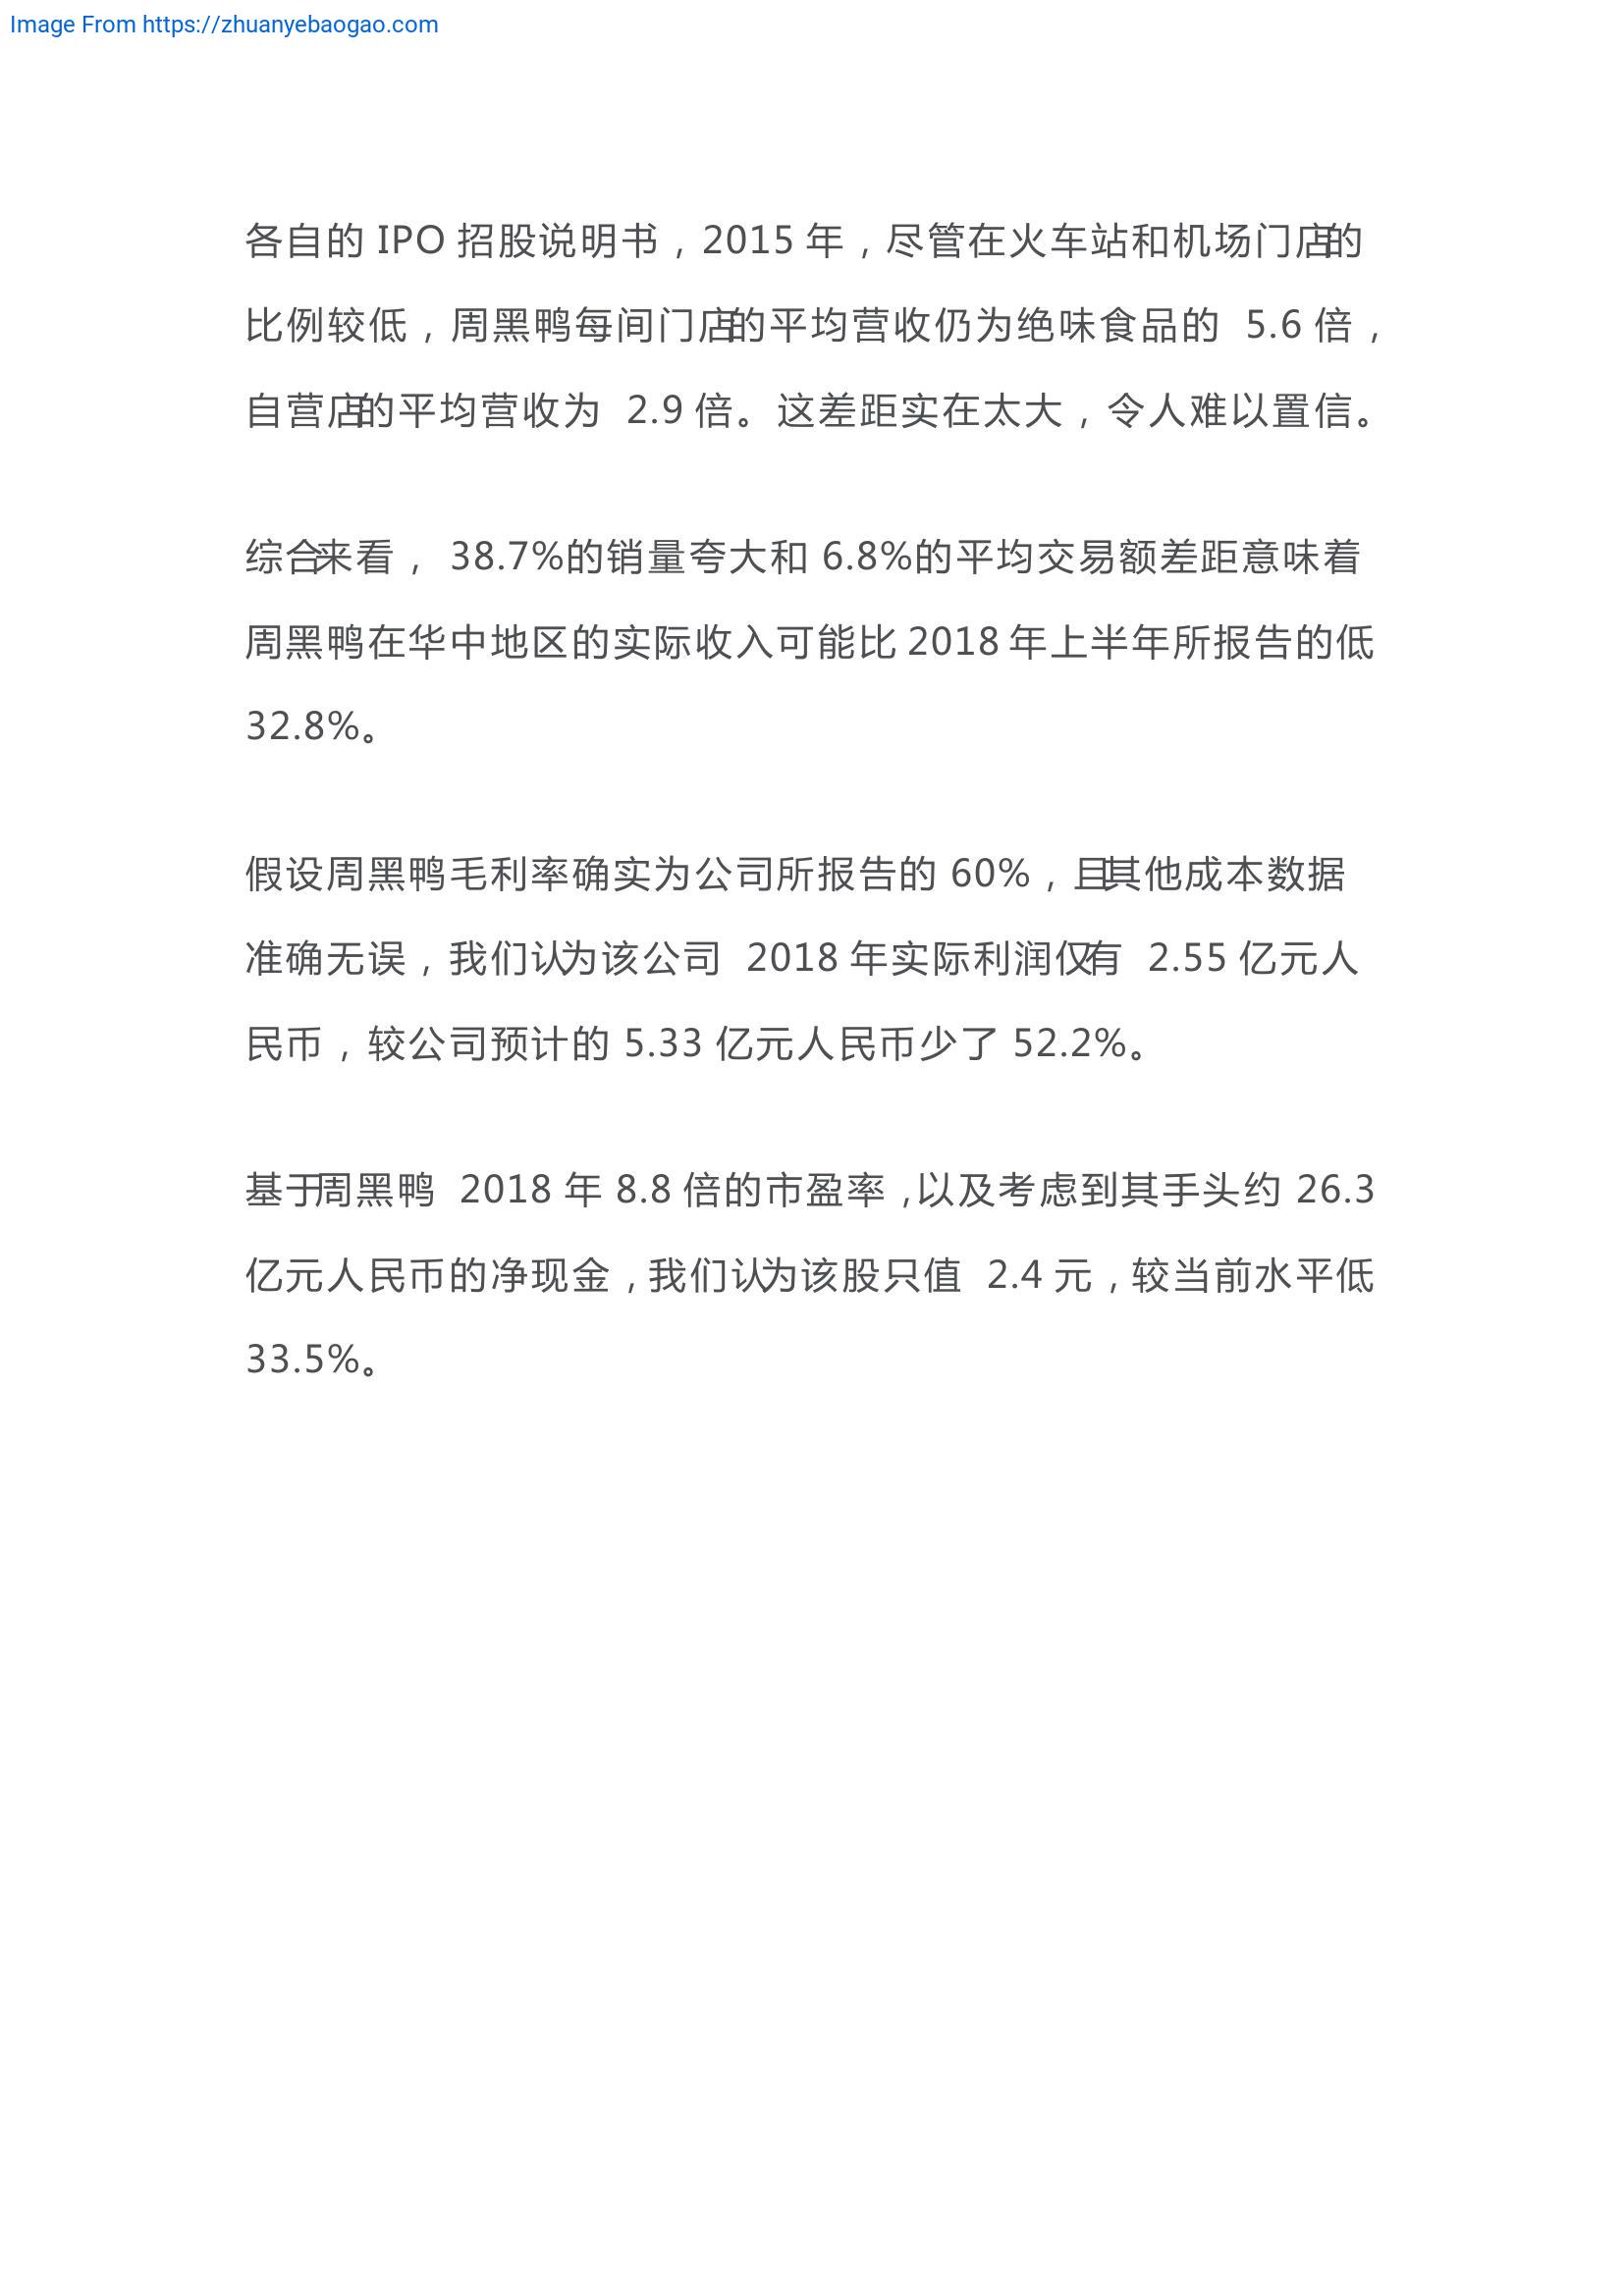 Image From https://zhuanyebaogao.com
各自的 IPO 招股说明书，2015 年，尽管在火车站和机场门店的
比例较低，周黑鸭每间门店的平均营收仍为绝味食品的 5.6 倍，
自营店的平均营收为 2.9 倍。这差距实在太大，令人难以置信。
综合来看， 38.7%的销量夸大和 6.8%的平均交易额差距意味着
周黑鸭在华中地区的实际收入可能比 2018 年上半年所报告的低
32.8%。
假设周黑鸭毛利率确实为公司所报告的 60%，且其他成本数据
准确无误，我们认为该公司 2018 年实际利润仅有 2.55 亿元人
民币，较公司预计的 5.33 亿元人民币少了 52.2%。
基于周黑鸭 2018 年 8.8 倍的市盈率，以及考虑到其手头约 26.3
亿元人民币的净现金，我们认为该股只值 2.4 元，较当前水平低
33.5%。